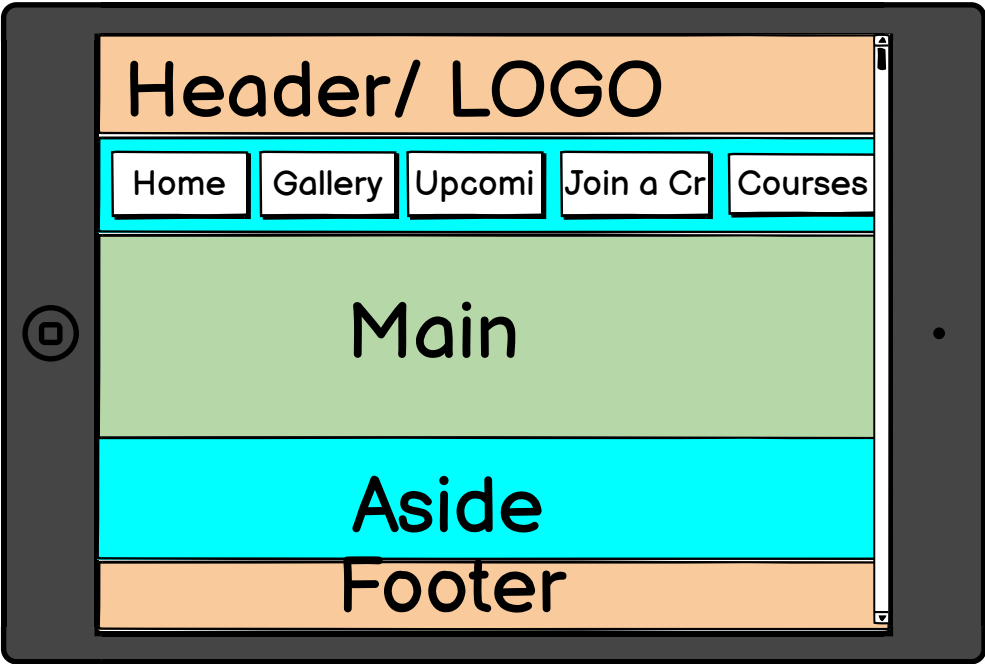 Header/ LOGO
Home Gallery Upcomi Join a Cr Courses
Main
Aside
Footer